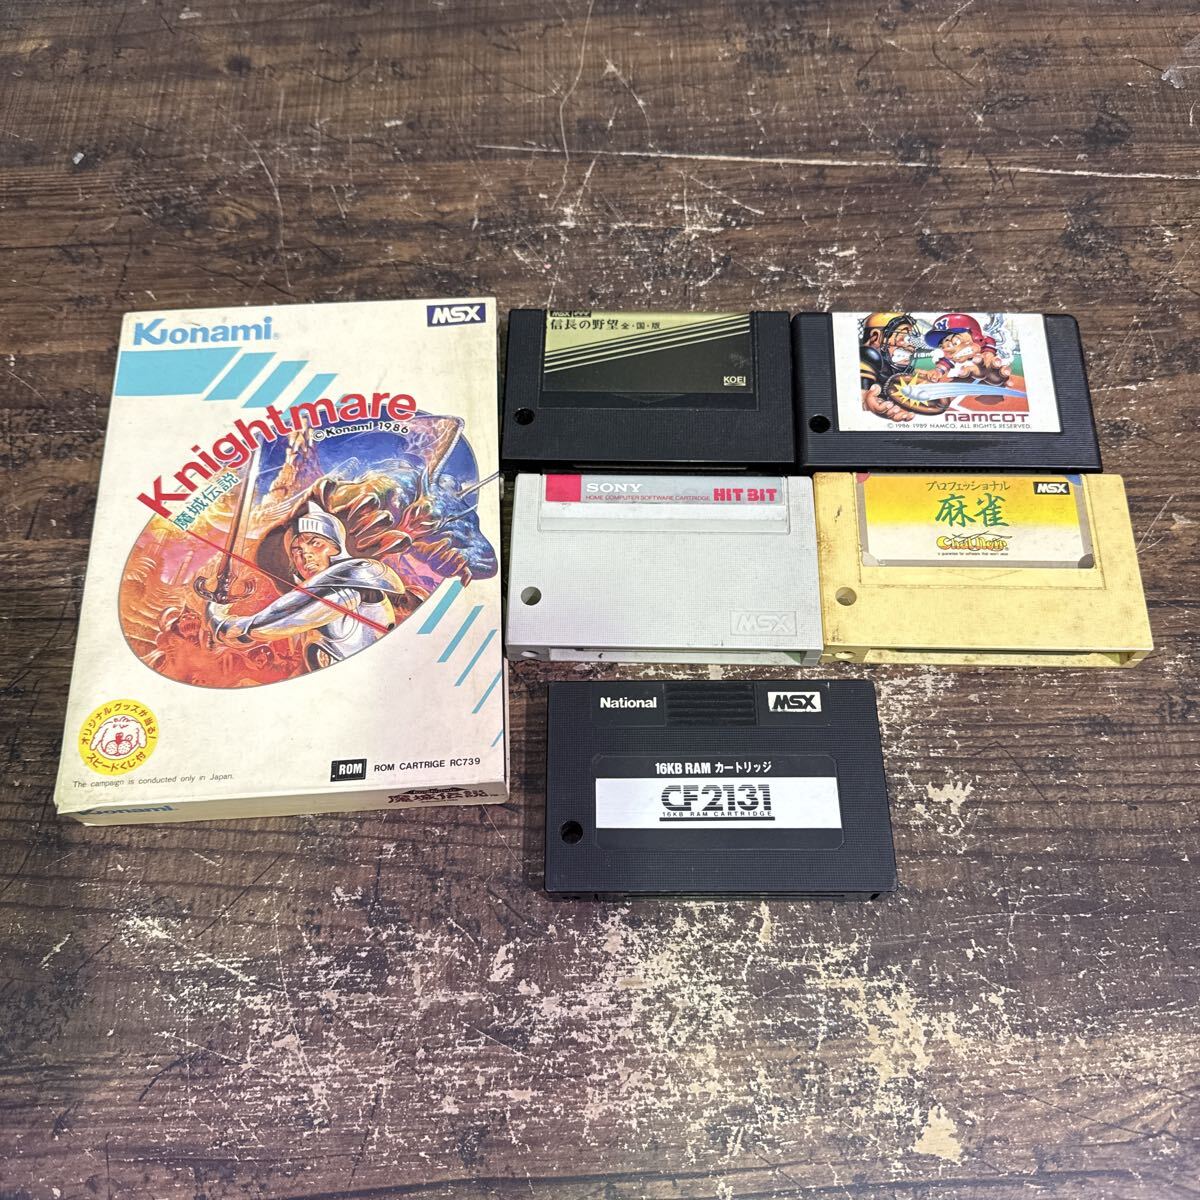 Konami
MSX
Knightmare
©Konami 1986
魔城伝説
オリジナルグッズが当る!
スピードくじ付
The campaign is conducted only in Japan.
ROM
ROM CARTRIGE RC739
Konami
魔城伝説
MSX
信長の野望 全・国・版
KOEI
namcoT
© 1986 1989 NAMCO, ALL RIGHTS RESERVED.
SONY
HOME COMPUTER SOFTWARE CARTRIDGE HIT BIT
MSX
プロフェッショナル
麻雀
MSX
National
MSX
16KB RAM カートリッジ
CF2131
16KB RAM CARTRIDGE